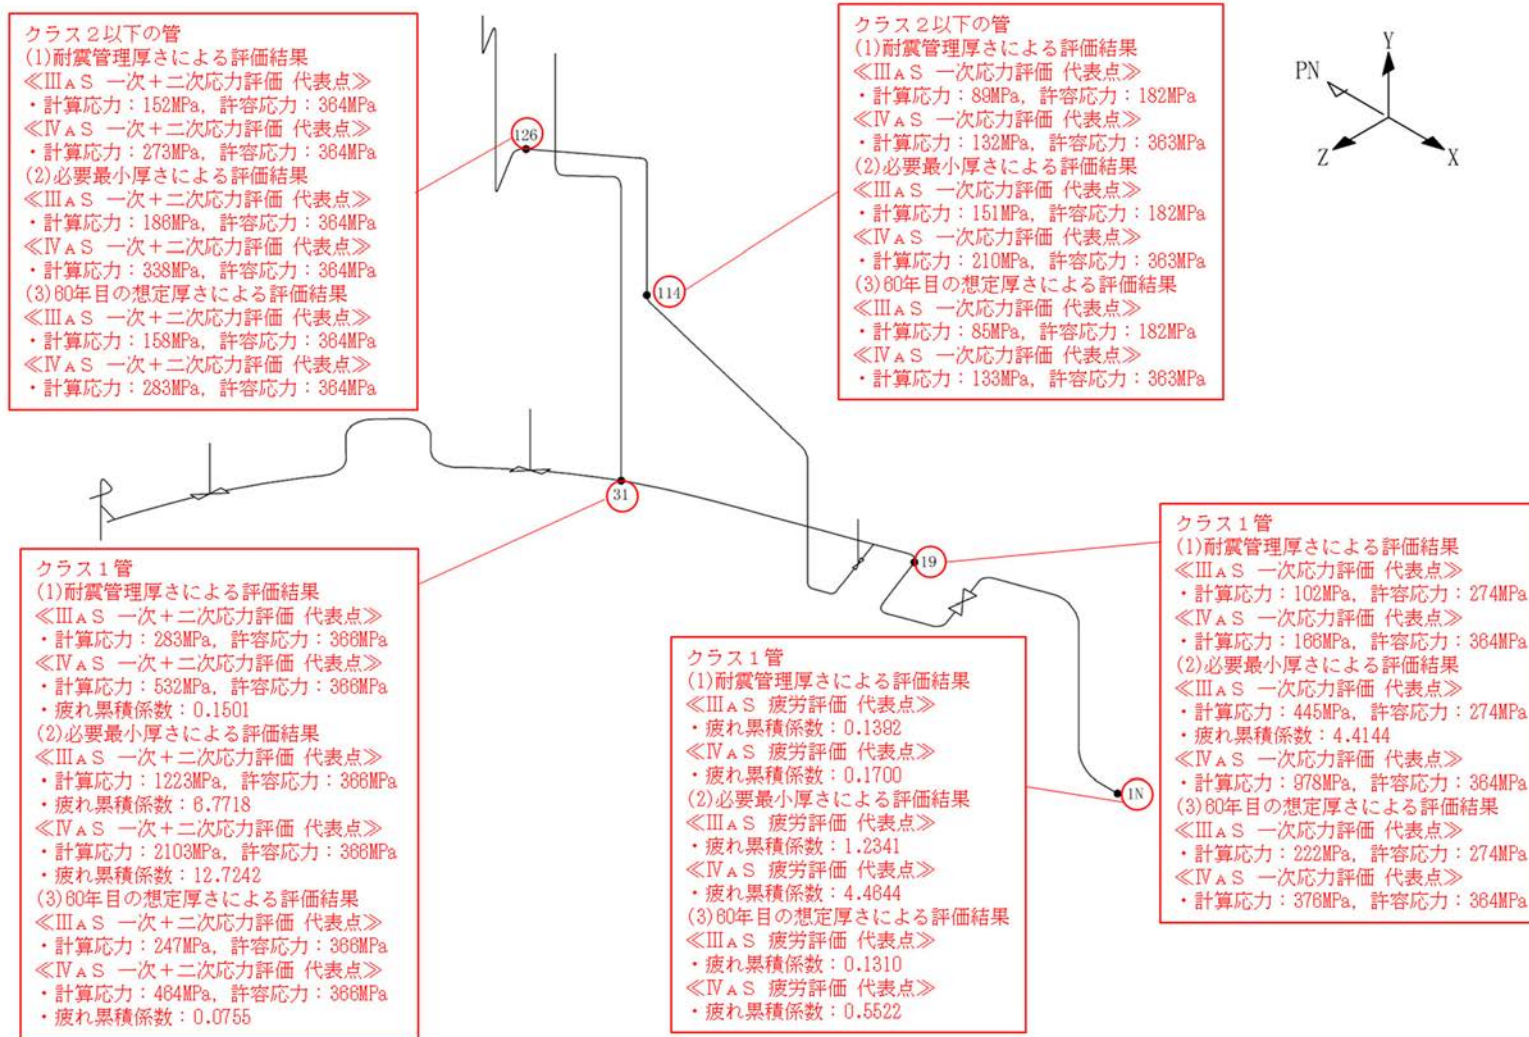 クラス2以下の管
(1)耐震管理厚さによる評価結果
≪ⅢAS 一次+二次応力評価 代表点≫
・計算応力:152MPa, 許容応力:364MPa
≪ⅣAS 一次+二次応力評価 代表点≫
・計算応力:273MPa, 許容応力:364MPa
(2)必要最小厚さによる評価結果
≪ⅢAS 一次+二次応力評価 代表点≫
・計算応力:186MPa, 許容応力:364MPa
≪ⅣAS 一次+二次応力評価 代表点≫
・計算応力:338MPa, 許容応力:364MPa
(3)60年目の想定厚さによる評価結果
≪ⅢAS 一次+二次応力評価 代表点≫
・計算応力:158MPa, 許容応力:364MPa
≪ⅣAS 一次+二次応力評価 代表点≫
・計算応力:283MPa, 許容応力:364MPa
クラス2以下の管
(1)耐震管理厚さによる評価結果
≪ⅢAS 一次応力評価 代表点≫
・計算応力:89MPa, 許容応力:182MPa
≪ⅣAS 一次応力評価 代表点≫
・計算応力:132MPa, 許容応力:363MPa
(2)必要最小厚さによる評価結果
≪ⅢAS 一次応力評価 代表点≫
・計算応力:151MPa, 許容応力:182MPa
≪ⅣAS 一次応力評価 代表点≫
・計算応力:210MPa, 許容応力:363MPa
(3)60年目の想定厚さによる評価結果
≪ⅢAS 一次応力評価 代表点≫
・計算応力:85MPa, 許容応力:182MPa
≪ⅣAS 一次応力評価 代表点≫
・計算応力:133MPa, 許容応力:363MPa
Y
PN
Z
X
126
114
31
19
1N
クラス1管
(1)耐震管理厚さによる評価結果
≪ⅢAS 一次+二次応力評価 代表点≫
・計算応力:283MPa, 許容応力:366MPa
≪ⅣAS 一次+二次応力評価 代表点≫
・計算応力:532MPa, 許容応力:366MPa
・疲れ累積係数:0.1501
(2)必要最小厚さによる評価結果
≪ⅢAS 一次+二次応力評価 代表点≫
・計算応力:1223MPa, 許容応力:366MPa
・疲れ累積係数:6.7718
≪ⅣAS 一次+二次応力評価 代表点≫
・計算応力:2103MPa, 許容応力:366MPa
・疲れ累積係数:12.7242
(3)60年目の想定厚さによる評価結果
≪ⅢAS 一次+二次応力評価 代表点≫
・計算応力:247MPa, 許容応力:366MPa
≪ⅣAS 一次+二次応力評価 代表点≫
・計算応力:464MPa, 許容応力:366MPa
・疲れ累積係数:0.0755
クラス1管
(1)耐震管理厚さによる評価結果
≪ⅢAS 疲労評価 代表点≫
・疲れ累積係数:0.1392
≪ⅣAS 疲労評価 代表点≫
・疲れ累積係数:0.1700
(2)必要最小厚さによる評価結果
≪ⅢAS 疲労評価 代表点≫
・疲れ累積係数:1.2341
≪ⅣAS 疲労評価 代表点≫
・疲れ累積係数:4.4644
(3)60年目の想定厚さによる評価結果
≪ⅢAS 疲労評価 代表点≫
・疲れ累積係数:0.1310
≪ⅣAS 疲労評価 代表点≫
・疲れ累積係数:0.5522
クラス1管
(1)耐震管理厚さによる評価結果
≪ⅢAS 一次応力評価 代表点≫
・計算応力:102MPa, 許容応力:274MPa
≪ⅣAS 一次応力評価 代表点≫
・計算応力:166MPa, 許容応力:364MPa
(2)必要最小厚さによる評価結果
≪ⅢAS 一次応力評価 代表点≫
・計算応力:445MPa, 許容応力:274MPa
・疲れ累積係数:4.4144
≪ⅣAS 一次応力評価 代表点≫
・計算応力:978MPa, 許容応力:364MPa
(3)60年目の想定厚さによる評価結果
≪ⅢAS 一次応力評価 代表点≫
・計算応力:222MPa, 許容応力:274MPa
≪ⅣAS 一次応力評価 代表点≫
・計算応力:376MPa, 許容応力:364MPa